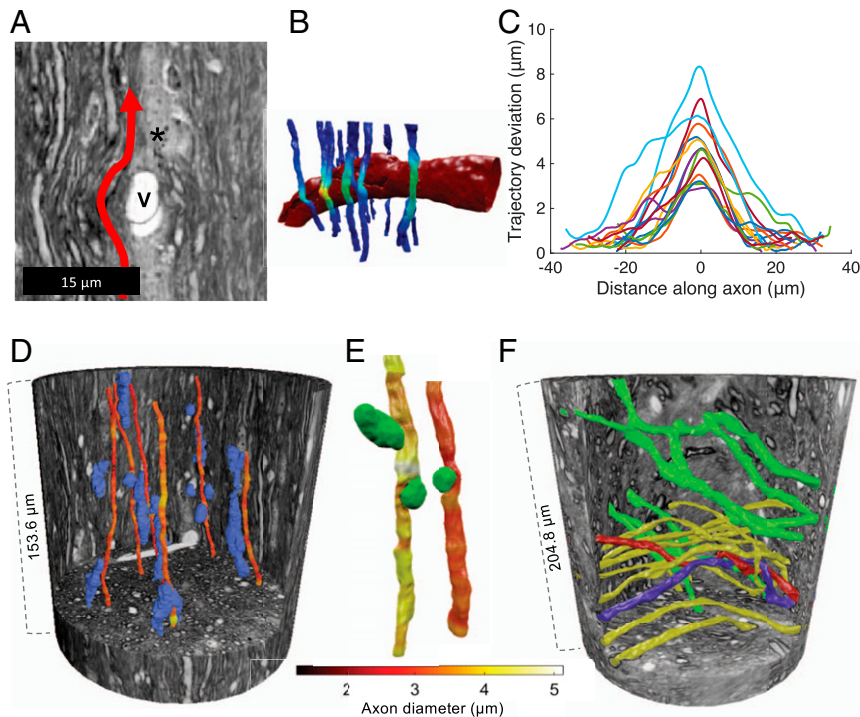 A
*
V
15 μm
B
C
Trajectory deviation (μm)
10
8
6
4
2
0
-40
-20
0
20
40
Distance along axon (μm)
D
153.6 μm
E
F
204.8 μm
2
3
4
5
Axon diameter (μm)